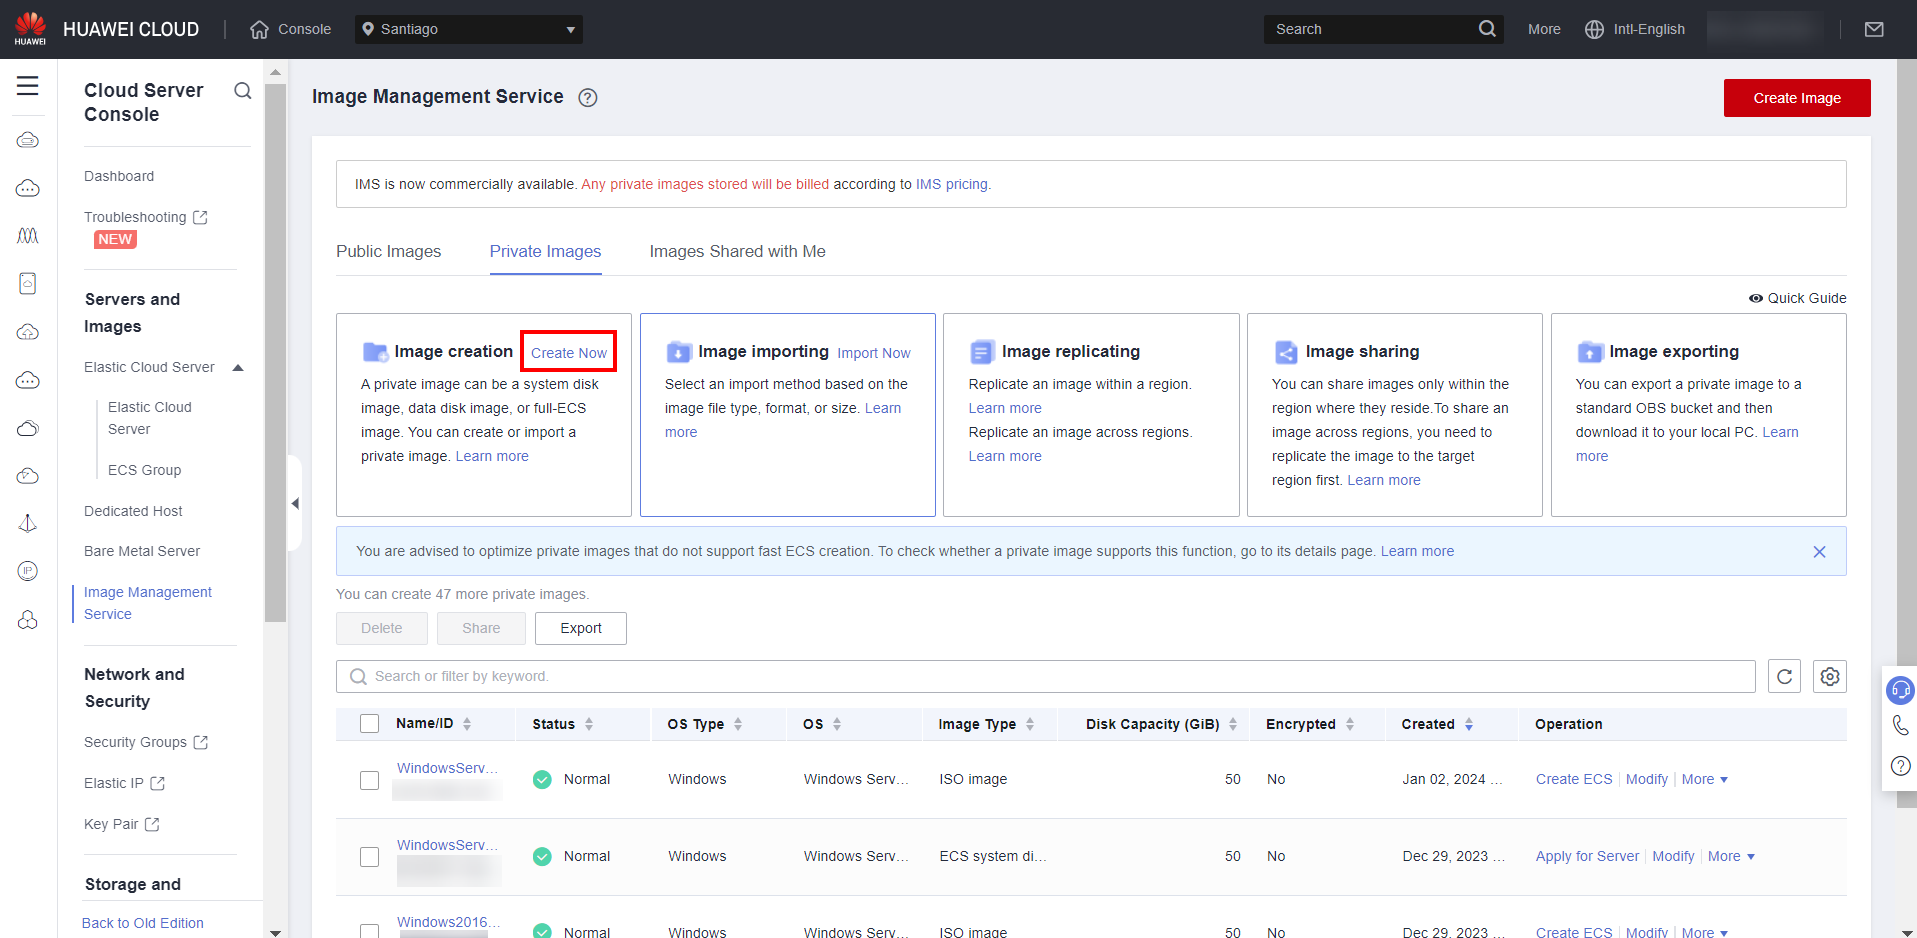 HUAWEI
HUAWEI CLOUD
Console
Santiago
Search
More
Intl-English
Cloud Server
Console
Dashboard
Troubleshooting
NEW
Servers and
Images
Elastic Cloud Server
Elastic Cloud
Server
ECS Group
Dedicated Host
Bare Metal Server
Image Management
Service
Network and
Security
Security Groups
Elastic IP
Key Pair
Storage and
Back to Old Edition
IP
Image Management Service
Create Image
IMS is now commercially available. Any private images stored will be billed according to IMS pricing.
Public Images
Private Images
Images Shared with Me
Quick Guide
Image creation Create Now
A private image can be a system disk
image, data disk image, or full-ECS
image. You can create or import a
private image. Learn more
Image importing Import Now
Select an import method based on the
image file type, format, or size. Learn
more
Image replicating
Replicate an image within a region.
Learn more
Replicate an image across regions.
Learn more
Image sharing
You can share images only within the
region where they reside.To share an
image across regions, you need to
replicate the image to the target
region first. Learn more
Image exporting
You can export a private image to a
standard OBS bucket and then
download it to your local PC. Learn
more
You are advised to optimize private images that do not support fast ECS creation. To check whether a private image supports this function, go to its details page. Learn more
You can create 47 more private images.
Delete
Share
Export
Search or filter by keyword.
Name/ID Status OS Type OS Image Type Disk Capacity (GiB) Encrypted Created Operation
WindowsServ... Normal Windows Windows Serv... ISO image 50 No Jan 02, 2024 ... Create ECS Modify More
WindowsServ... Normal Windows Windows Serv... ECS system di... 50 No Dec 29, 2023 ... Apply for Server Modify More
Windows2016... Normal Windows Windows Serv... ISO image 50 No Dec 29, 2023 ... Create ECS Modify More